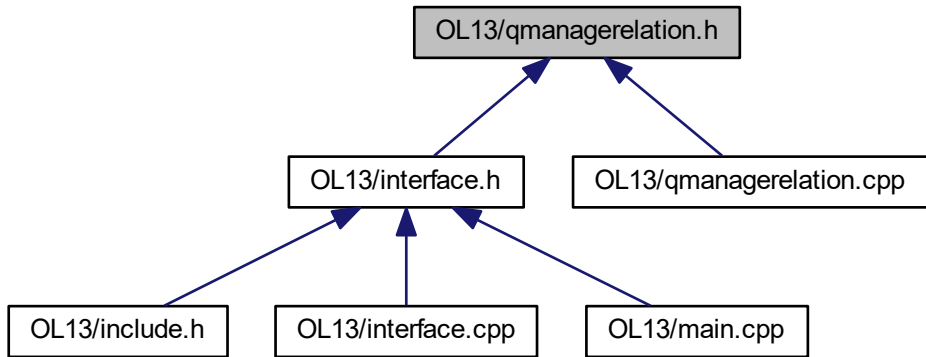 OL13/qmanagerelation.h
OL13/interface.h
OL13/qmanagerelation.cpp
OL13/include.h
OL13/interface.cpp
OL13/main.cpp